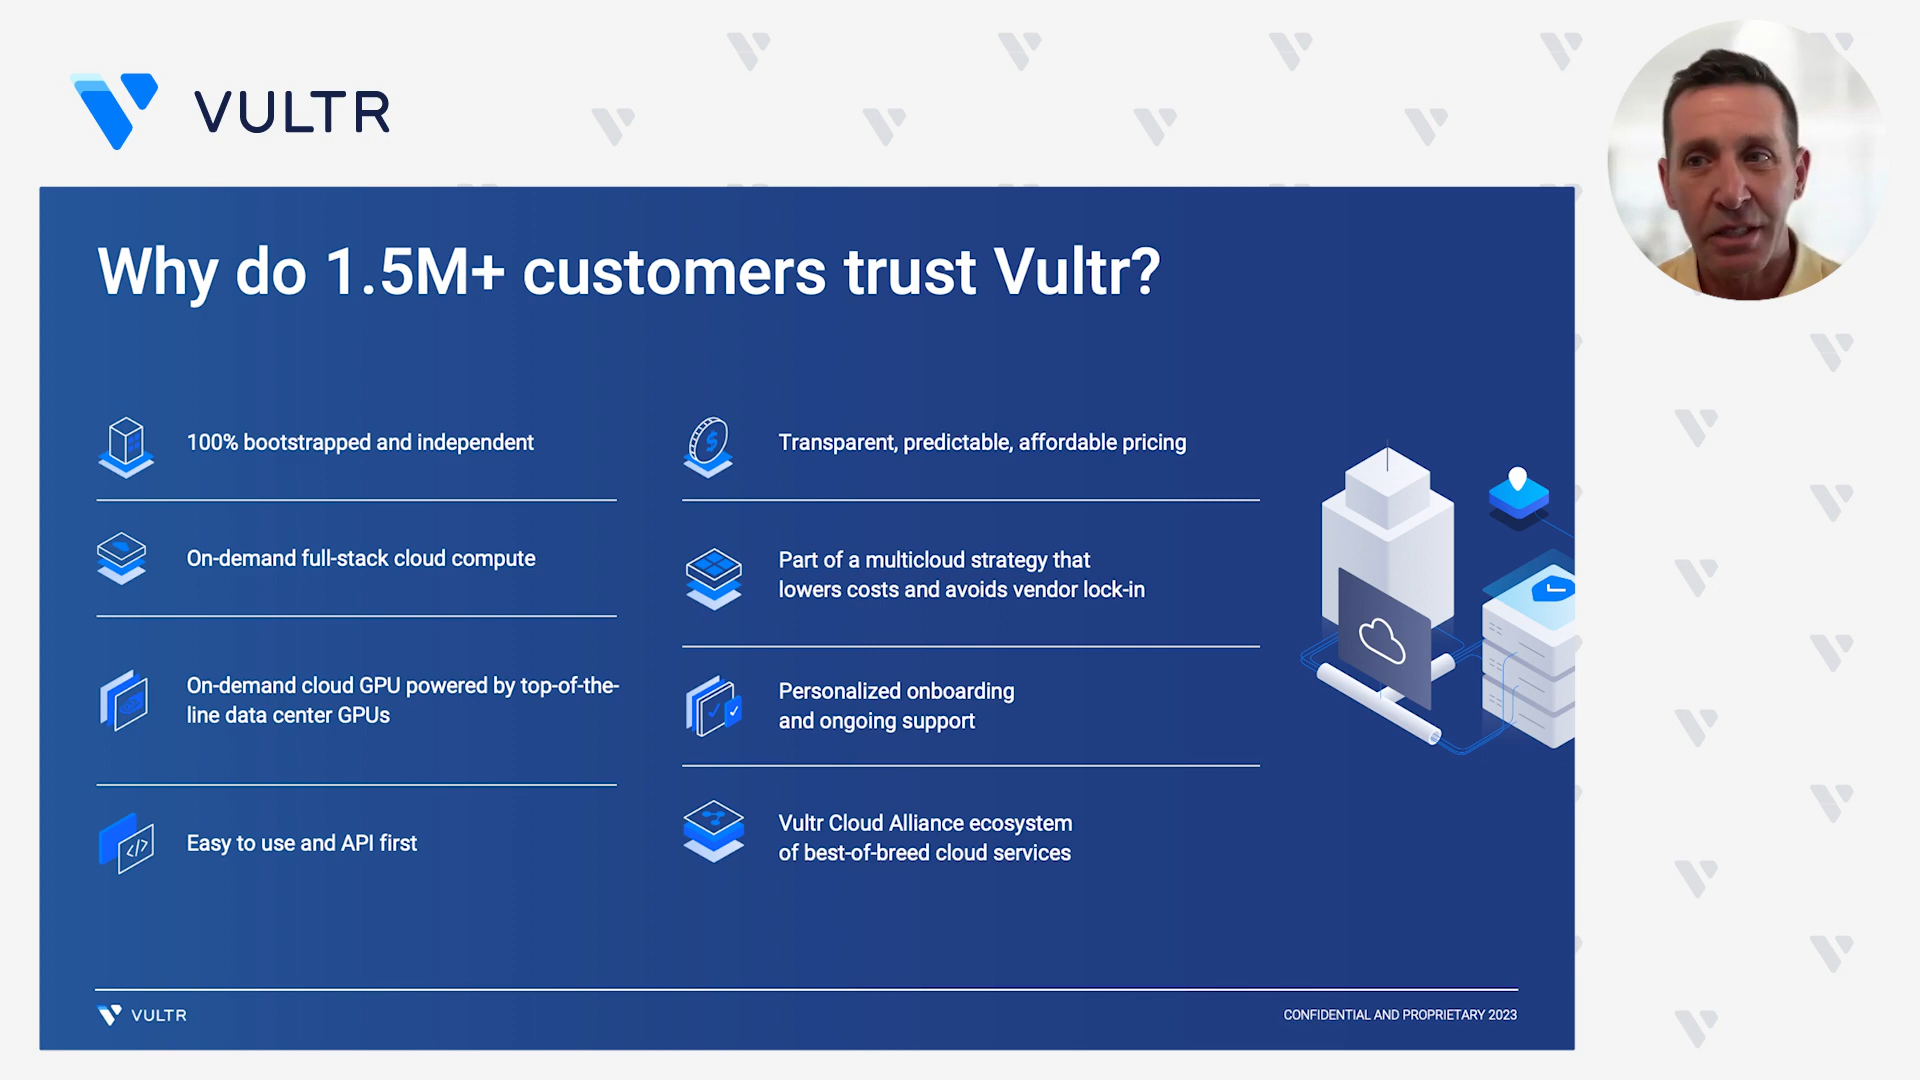 VULTR
Why do 1.5M+ customers trust Vultr?
100% bootstrapped and independent
On-demand full-stack cloud compute
On-demand cloud GPU powered by top-of-the-
line data center GPUs
Easy to use and API first
Transparent, predictable, affordable pricing
Part of a multicloud strategy that
lowers costs and avoids vendor lock-in
Personalized onboarding
and ongoing support
Vultr Cloud Alliance ecosystem
of best-of-breed cloud services
VULTR
CONFIDENTIAL AND PROPRIETARY 2023